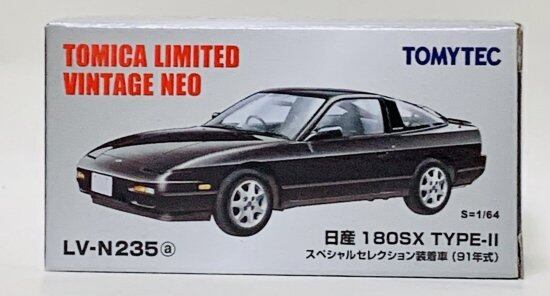 TOMICA LIMITED
VINTAGE NEO
TOMYTEC
S=1/64
LV-N235ⓐ
日産 180SX TYPE-II
スペシャルセレクション装着車 (91年式)